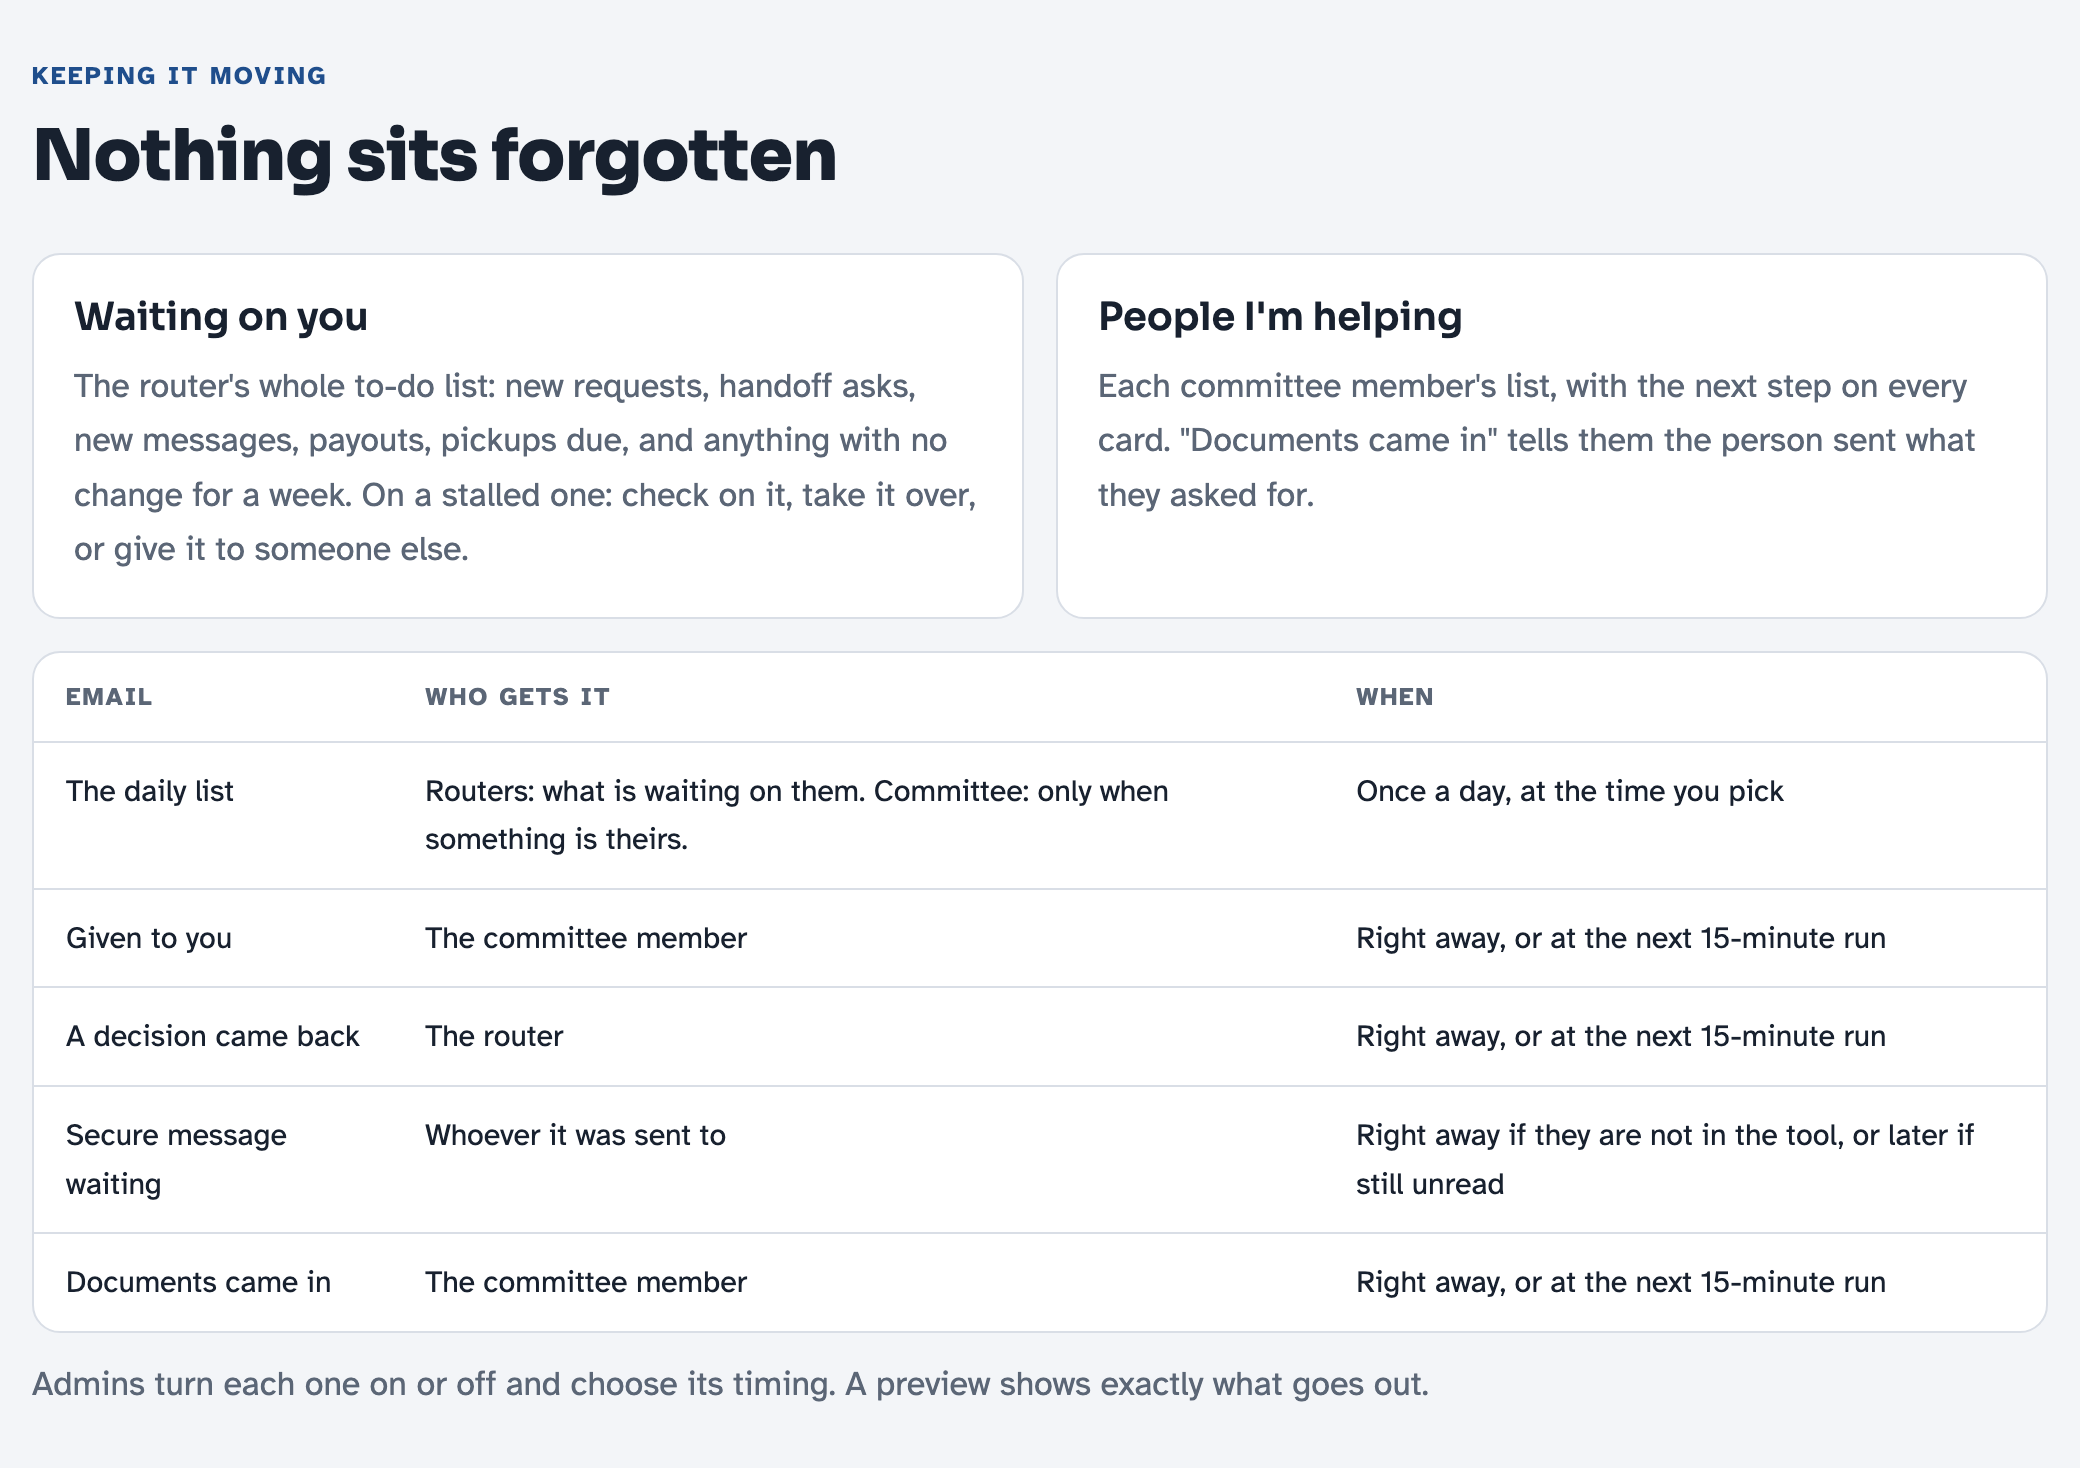 KEEPING IT MOVING
Nothing sits forgotten
Waiting on you
The router's whole to-do list: new requests, handoff asks,
new messages, payouts, pickups due, and anything with no
change for a week. On a stalled one: check on it, take it over,
or give it to someone else.
People I'm helping
Each committee member's list, with the next step on every
card. "Documents came in" tells them the person sent what
they asked for.
EMAIL WHO GETS IT WHEN
The daily list Routers: what is waiting on them. Committee: only when Once a day, at the time you pick
something is theirs.
Given to you The committee member Right away, or at the next 15-minute run
A decision came back The router Right away, or at the next 15-minute run
Secure message Whoever it was sent to Right away if they are not in the tool, or later if
waiting still unread
Documents came in The committee member Right away, or at the next 15-minute run
Admins turn each one on or off and choose its timing. A preview shows exactly what goes out.